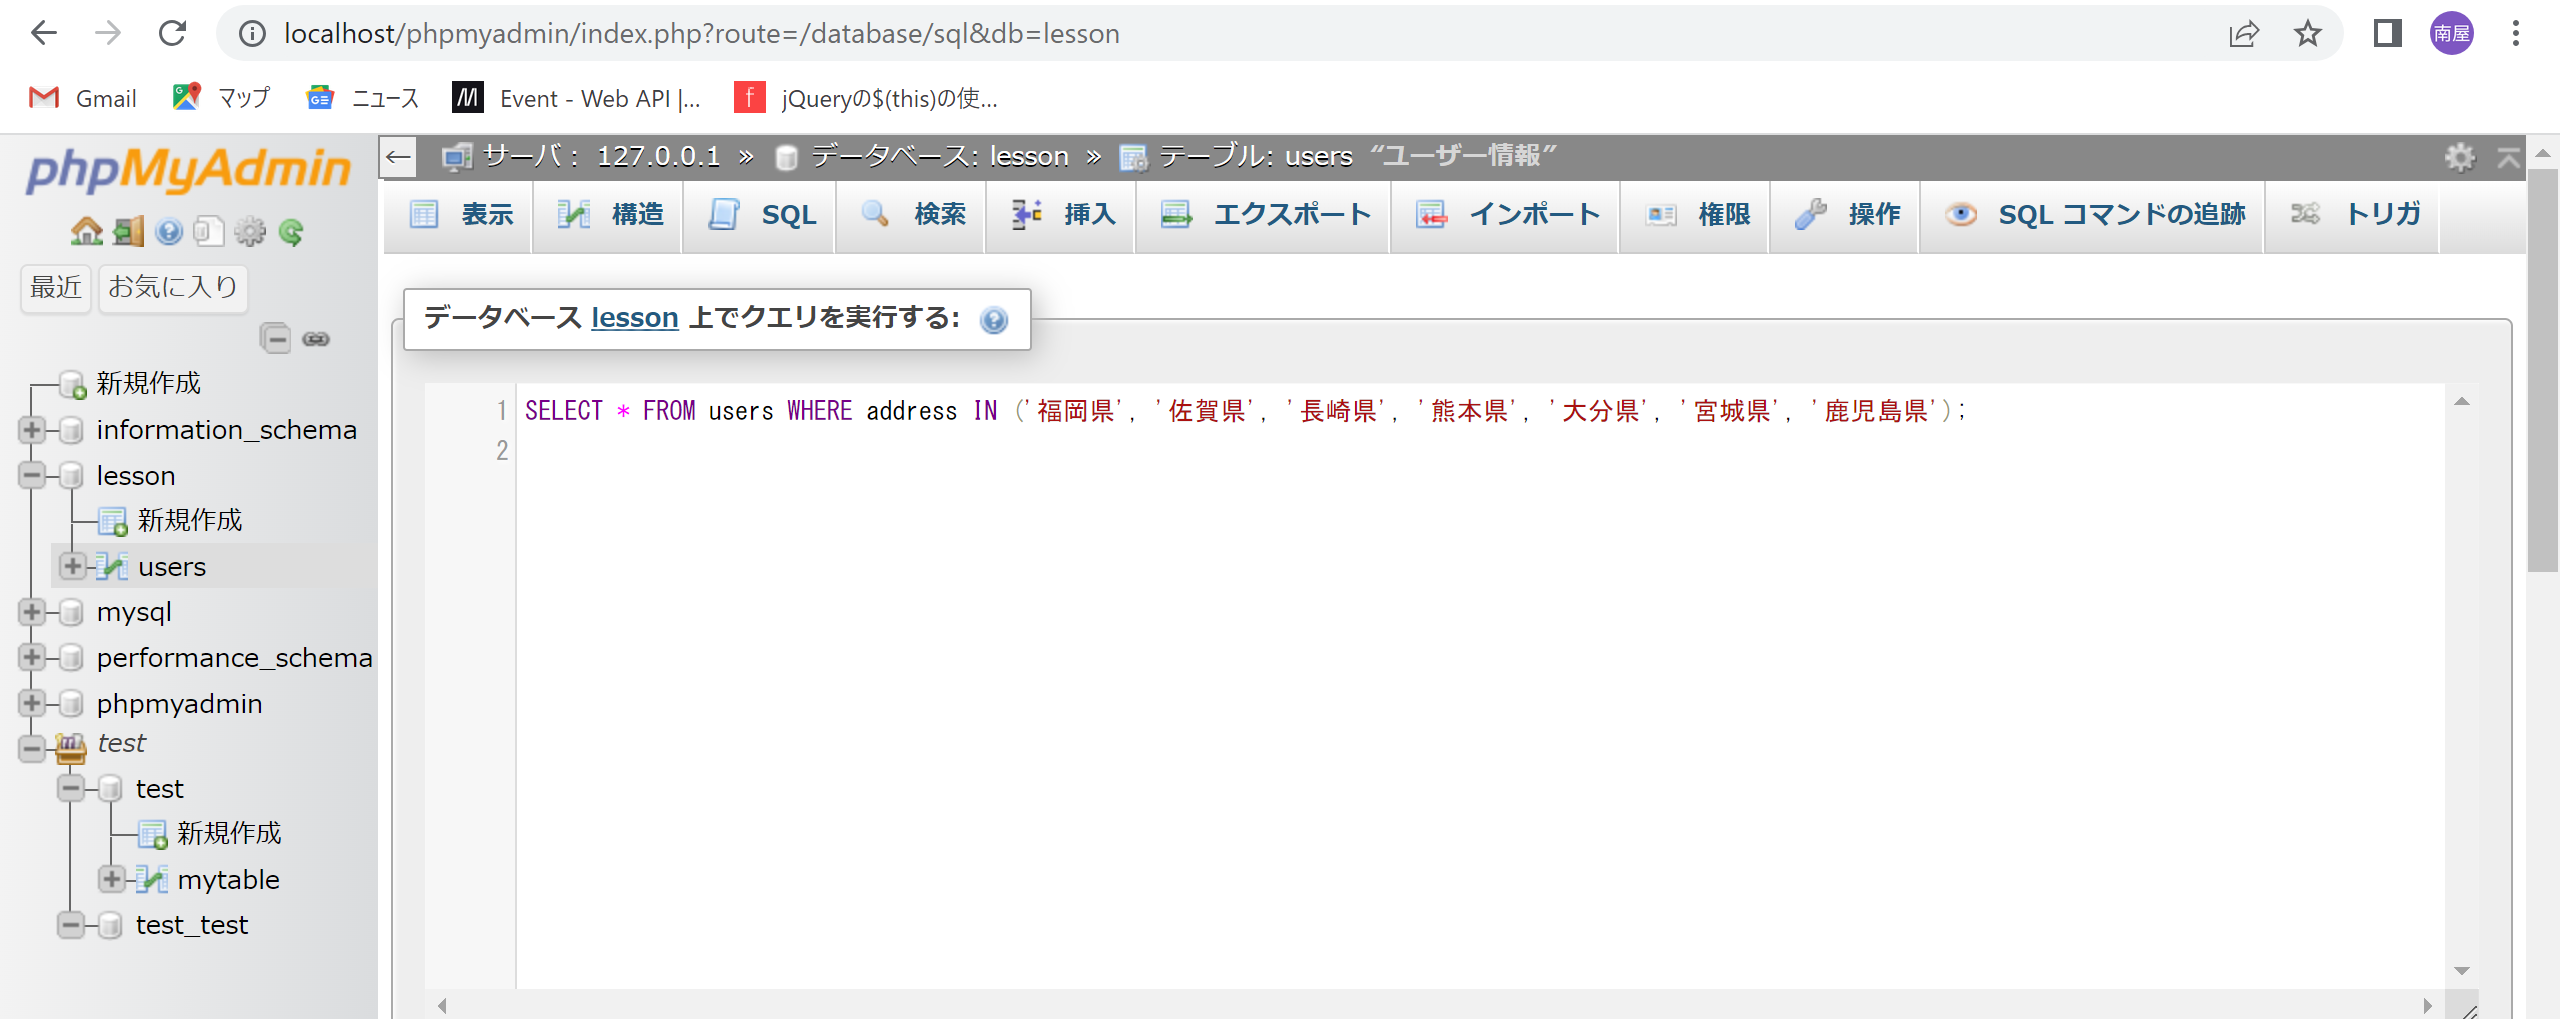 localhost/phpmyadmin/index.php?route=/database/sql&db=lesson
南屋
Gmail マップ ニュース Event - Web API |... jQueryの$(this)の使...
phpMyAdmin
最近 お気に入り
新規作成
information_schema
lesson
新規作成
users
mysql
performance_schema
phpmyadmin
test
test
新規作成
mytable
test_test
サーバ: 127.0.0.1 » データベース: lesson » テーブル: users “ユーザー情報”
表示 構造 SQL 検索 挿入 エクスポート インポート 権限 操作 SQL コマンドの追跡 トリガ
データベース lesson 上でクエリを実行する:
1 SELECT * FROM users WHERE address IN ('福岡県', '佐賀県', '長崎県', '熊本県', '大分県', '宮城県', '鹿児島県');
2